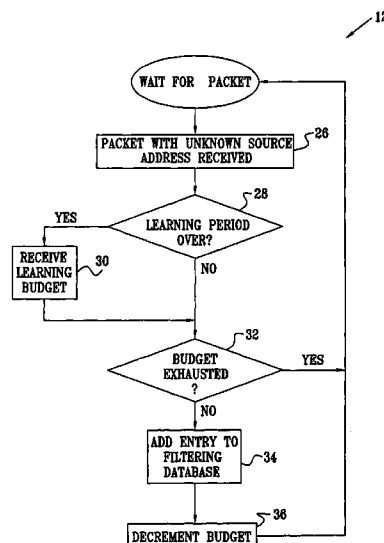 WAIT FOR PACKET
PACKET WITH UNKNOWN SOURCE
ADDRESS RECEIVED
26
28
LEARNING PERIOD
OVER?
YES
NO
RECEIVE
LEARNING
BUDGET
30
32
BUDGET
EXHAUSTED
?
YES
NO
ADD ENTRY TO
FILTERING
DATABASE
34
36
DECREMENT BUDGET